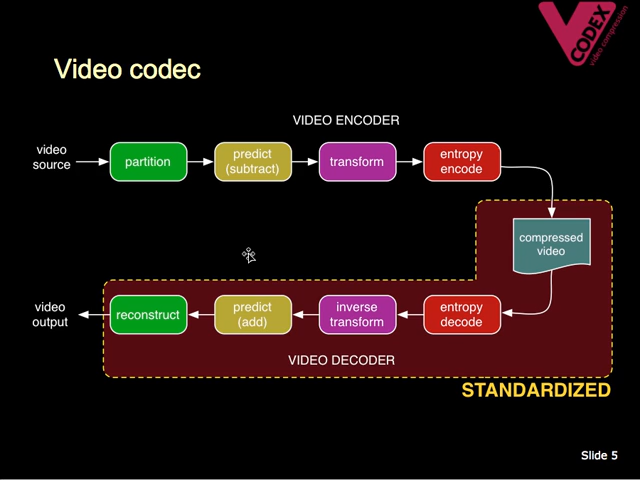 V
CODEX
video compression
Video codec
VIDEO ENCODER
video
source
partition
predict
(subtract)
transform
entropy
encode
compressed
video
video
output
reconstruct
predict
(add)
inverse
transform
entropy
decode
VIDEO DECODER
STANDARDIZED
Slide 5